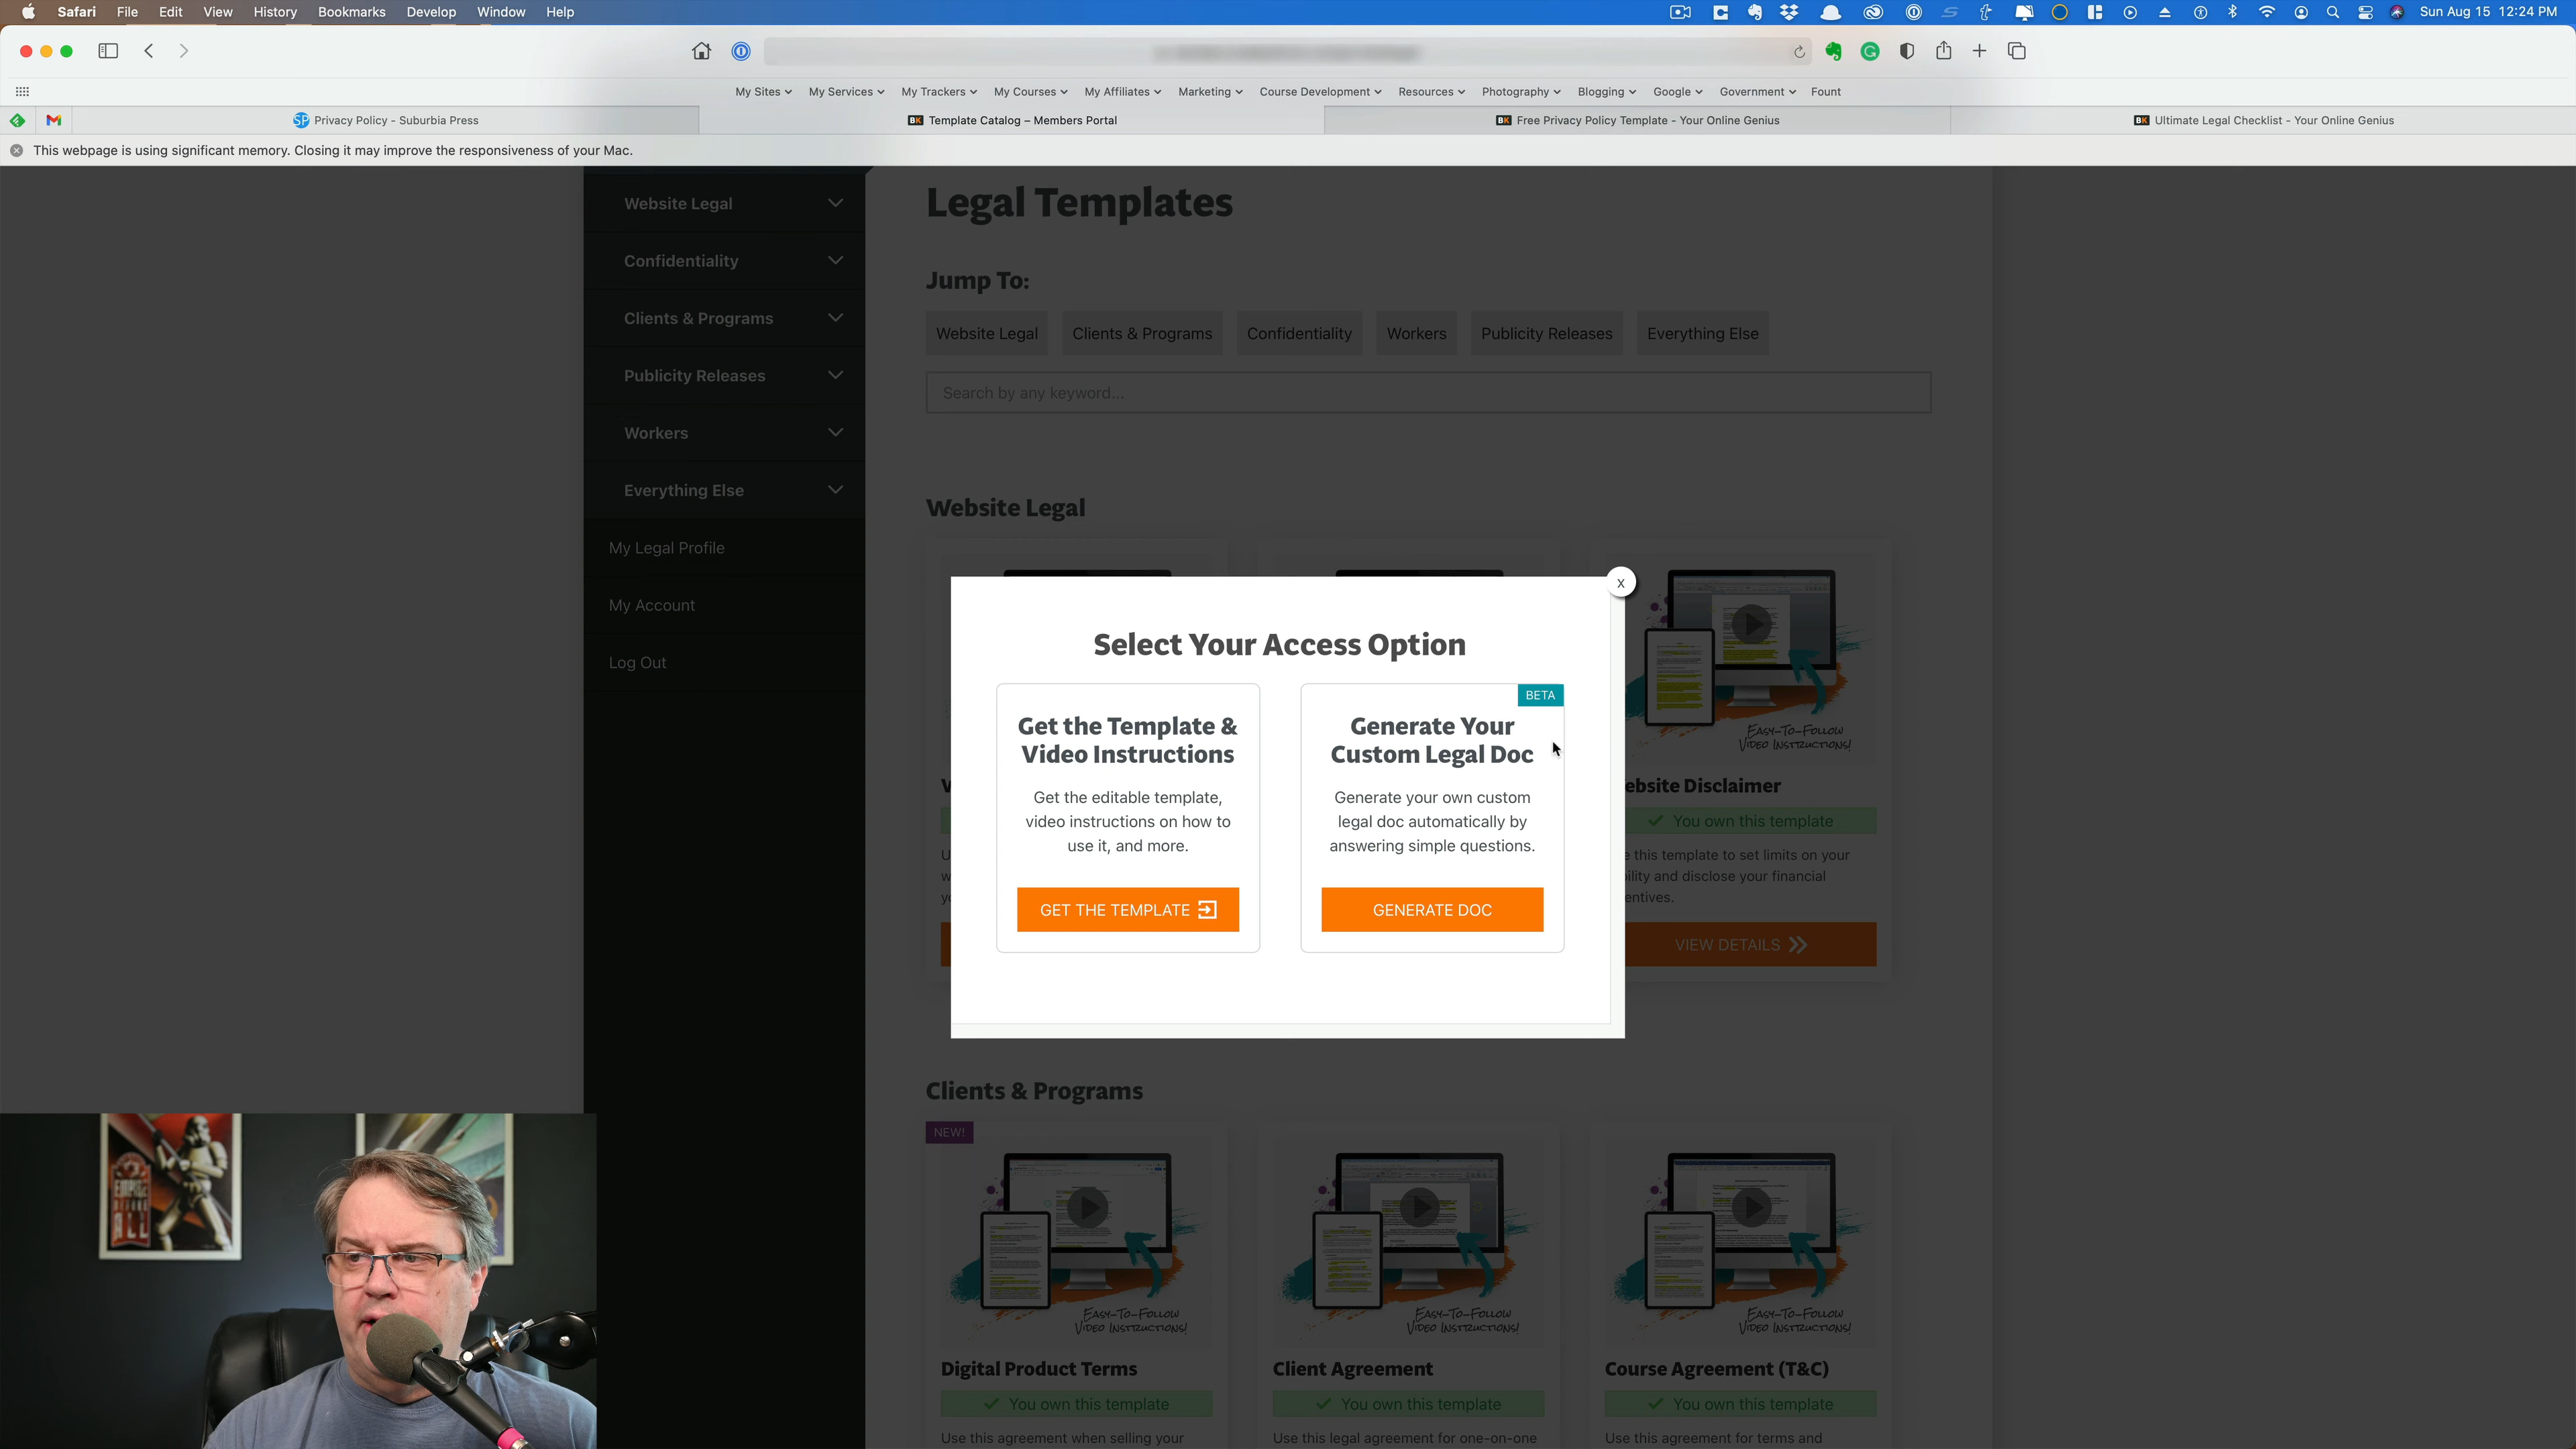 Safari File Edit View History Bookmarks Develop Window Help
Sun Aug 15 12:24 PM
My Sites My Services My Trackers My Courses My Affiliates Marketing Course Development Resources Photography Blogging Google Government Fount
Privacy Policy - Suburbia Press
Template Catalog – Members Portal
Free Privacy Policy Template - Your Online Genius
Ultimate Legal Checklist - Your Online Genius
This webpage is using significant memory. Closing it may improve the responsiveness of your Mac.
Website Legal
Confidentiality
Clients & Programs
Publicity Releases
Workers
Everything Else
My Legal Profile
My Account
Log Out
Legal Templates
Jump To:
Website Legal Clients & Programs Confidentiality Workers Publicity Releases Everything Else
Search by any keyword...
Website Legal
x
Select Your Access Option
Get the Template &
Video Instructions
Get the editable template,
video instructions on how to
use it, and more.
GET THE TEMPLATE
BETA
Generate Your
Custom Legal Doc
Generate your own custom
legal doc automatically by
answering simple questions.
GENERATE DOC
EASY-TO-FOLLOW
VIDEO INSTRUCTIONS!
ebsite Disclaimer
You own this template
e this template to set limits on your
ility and disclose your financial
entives.
VIEW DETAILS
Clients & Programs
NEW!
EASY-TO-FOLLOW
VIDEO INSTRUCTIONS!
Digital Product Terms
You own this template
Use this agreement when selling your
EASY-TO-FOLLOW
VIDEO INSTRUCTIONS!
Client Agreement
You own this template
Use this legal agreement for one-on-one
EASY-TO-FOLLOW
VIDEO INSTRUCTIONS!
Course Agreement (T&C)
You own this template
Use this agreement for terms and
EMPIRE
ALL